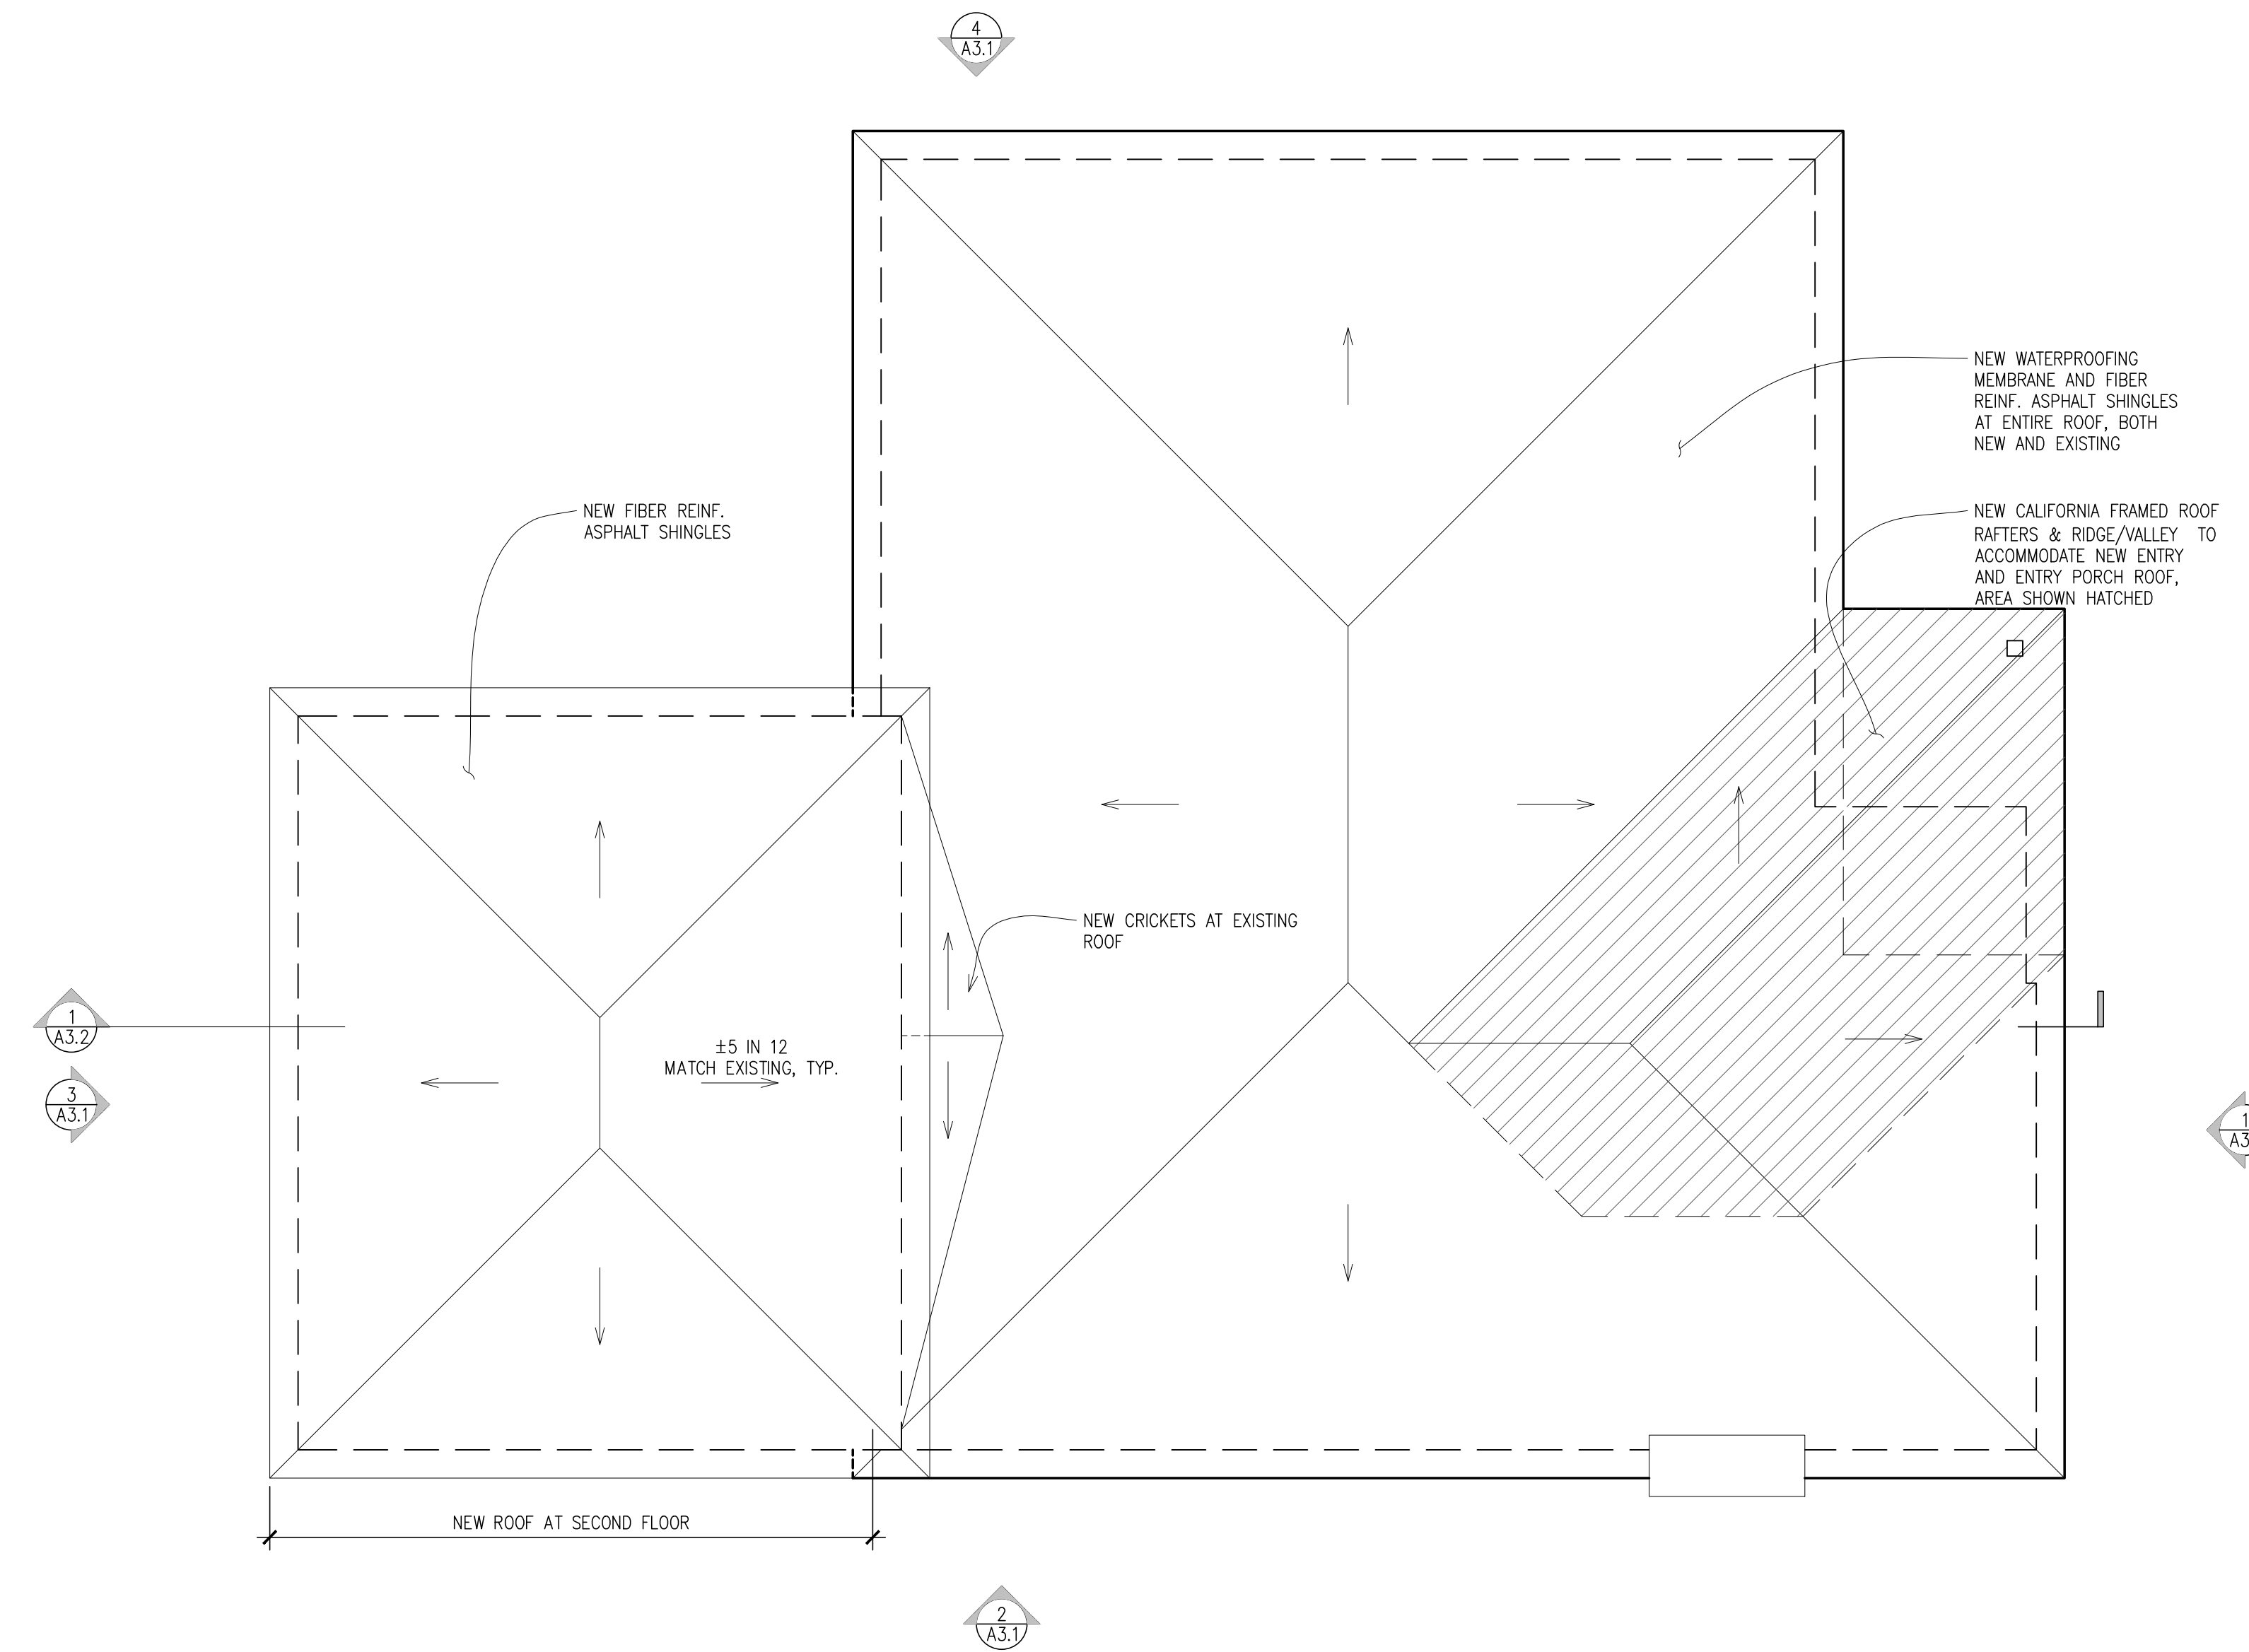 4
A3.1
NEW WATERPROOFING
MEMBRANE AND FIBER
REINF. ASPHALT SHINGLES
AT ENTIRE ROOF, BOTH
NEW AND EXISTING
NEW FIBER REINF.
ASPHALT SHINGLES
NEW CALIFORNIA FRAMED ROOF
RAFTERS & RIDGE/VALLEY TO
ACCOMMODATE NEW ENTRY
AND ENTRY PORCH ROOF,
AREA SHOWN HATCHED
NEW CRICKETS AT EXISTING
ROOF
1
A3.2
±5 IN 12
MATCH EXISTING, TYP.
3
A3.1
1
A3
NEW ROOF AT SECOND FLOOR
2
A3.1